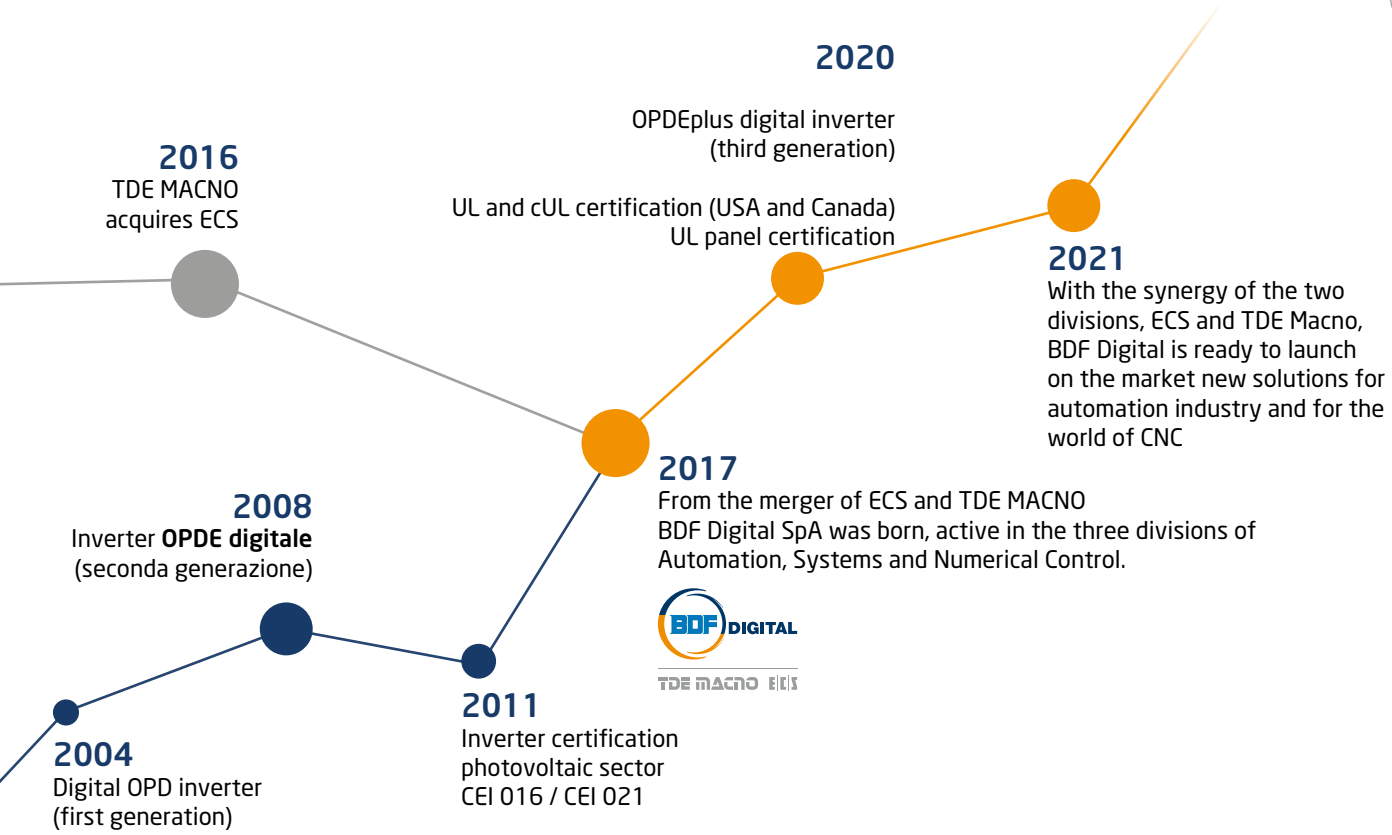 2020
OPDEplus digital inverter
(third generation)
UL and cUL certification (USA and Canada)
UL panel certification
2016
TDE MACNO
acquires ECS
2021
With the synergy of the two
divisions, ECS and TDE Macno,
BDF Digital is ready to launch
on the market new solutions for
automation industry and for the
world of CNC
2017
From the merger of ECS and TDE MACNO
BDF Digital SpA was born, active in the three divisions of
Automation, Systems and Numerical Control.
BDF DIGITAL
TDE MACNO ECS
2008
Inverter OPDE digitale
(seconda generazione)
2011
Inverter certification
photovoltaic sector
CEI 016 / CEI 021
2004
Digital OPD inverter
(first generation)